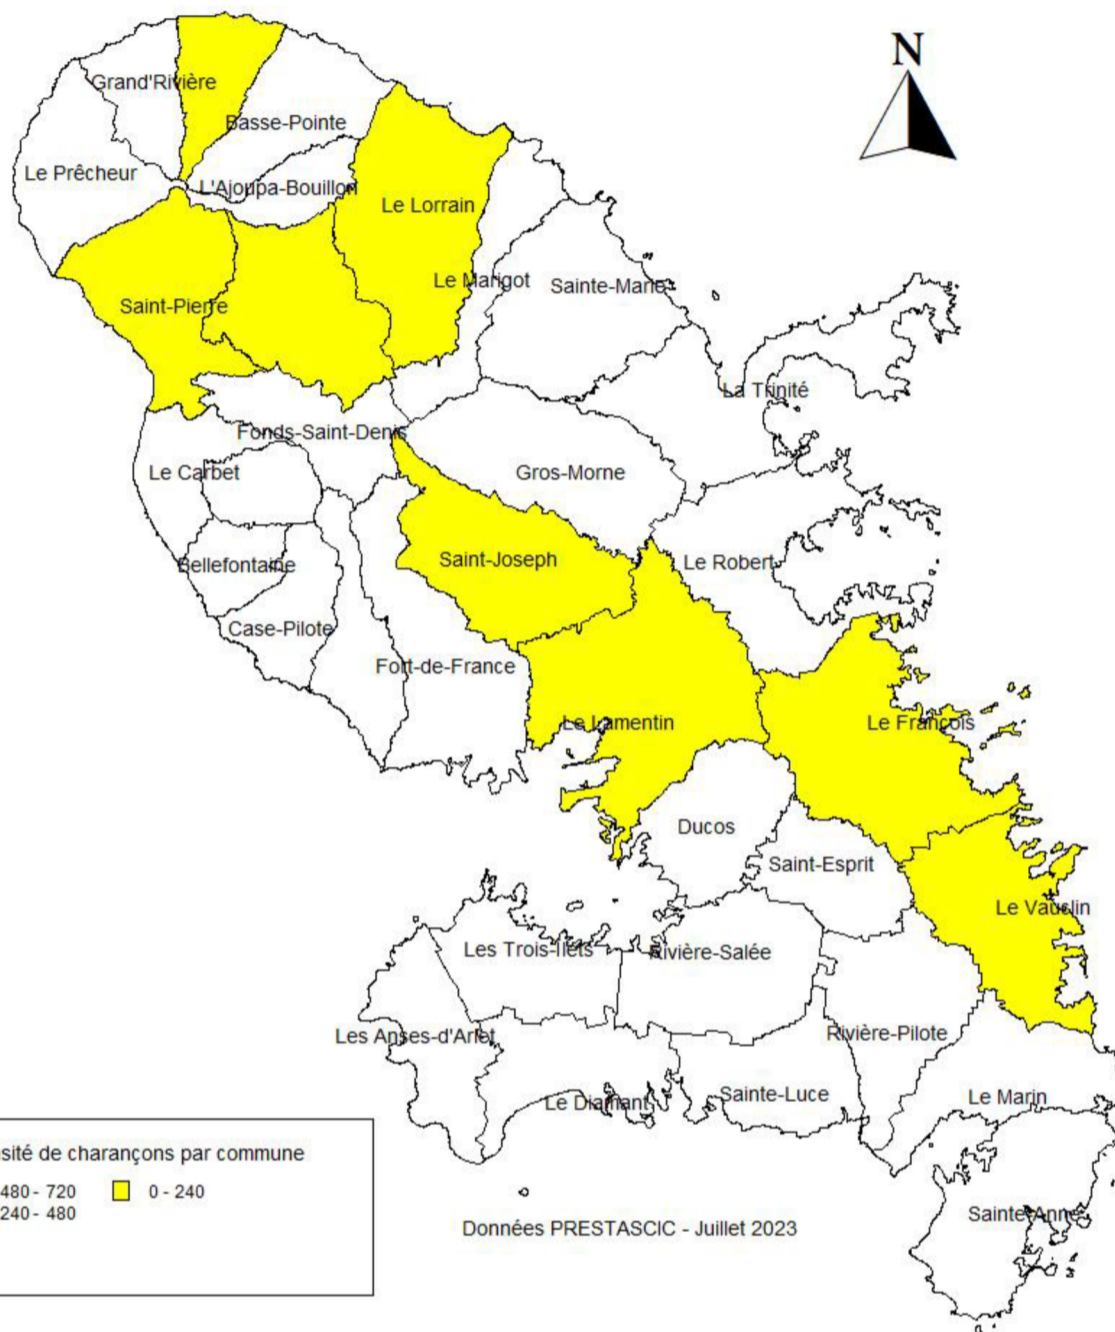 N
Grand'Rivière
Basse-Pointe
Le Prêcheur
L'Ajoupa-Bouillon
Le Lorrain
Le Marigot
Sainte-Marie
Saint-Pierre
La Trinité
Fonds-Saint-Denis
Le Carbet
Gros-Morne
Bellefontaine
Saint-Joseph
Le Robert
Case-Pilote
Fort-de-France
Le Lamentin
Le François
Ducos
Saint-Esprit
Le Vauclin
Les Trois-Ilets
Rivière-Salée
Les Anses-d'Arlet
Rivière-Pilote
Le Diamant
Sainte-Luce
Le Marin
Sainte-Anne
sité de charançons par commune
480 - 720 0 - 240
240 - 480
Données PRESTASCIC - Juillet 2023